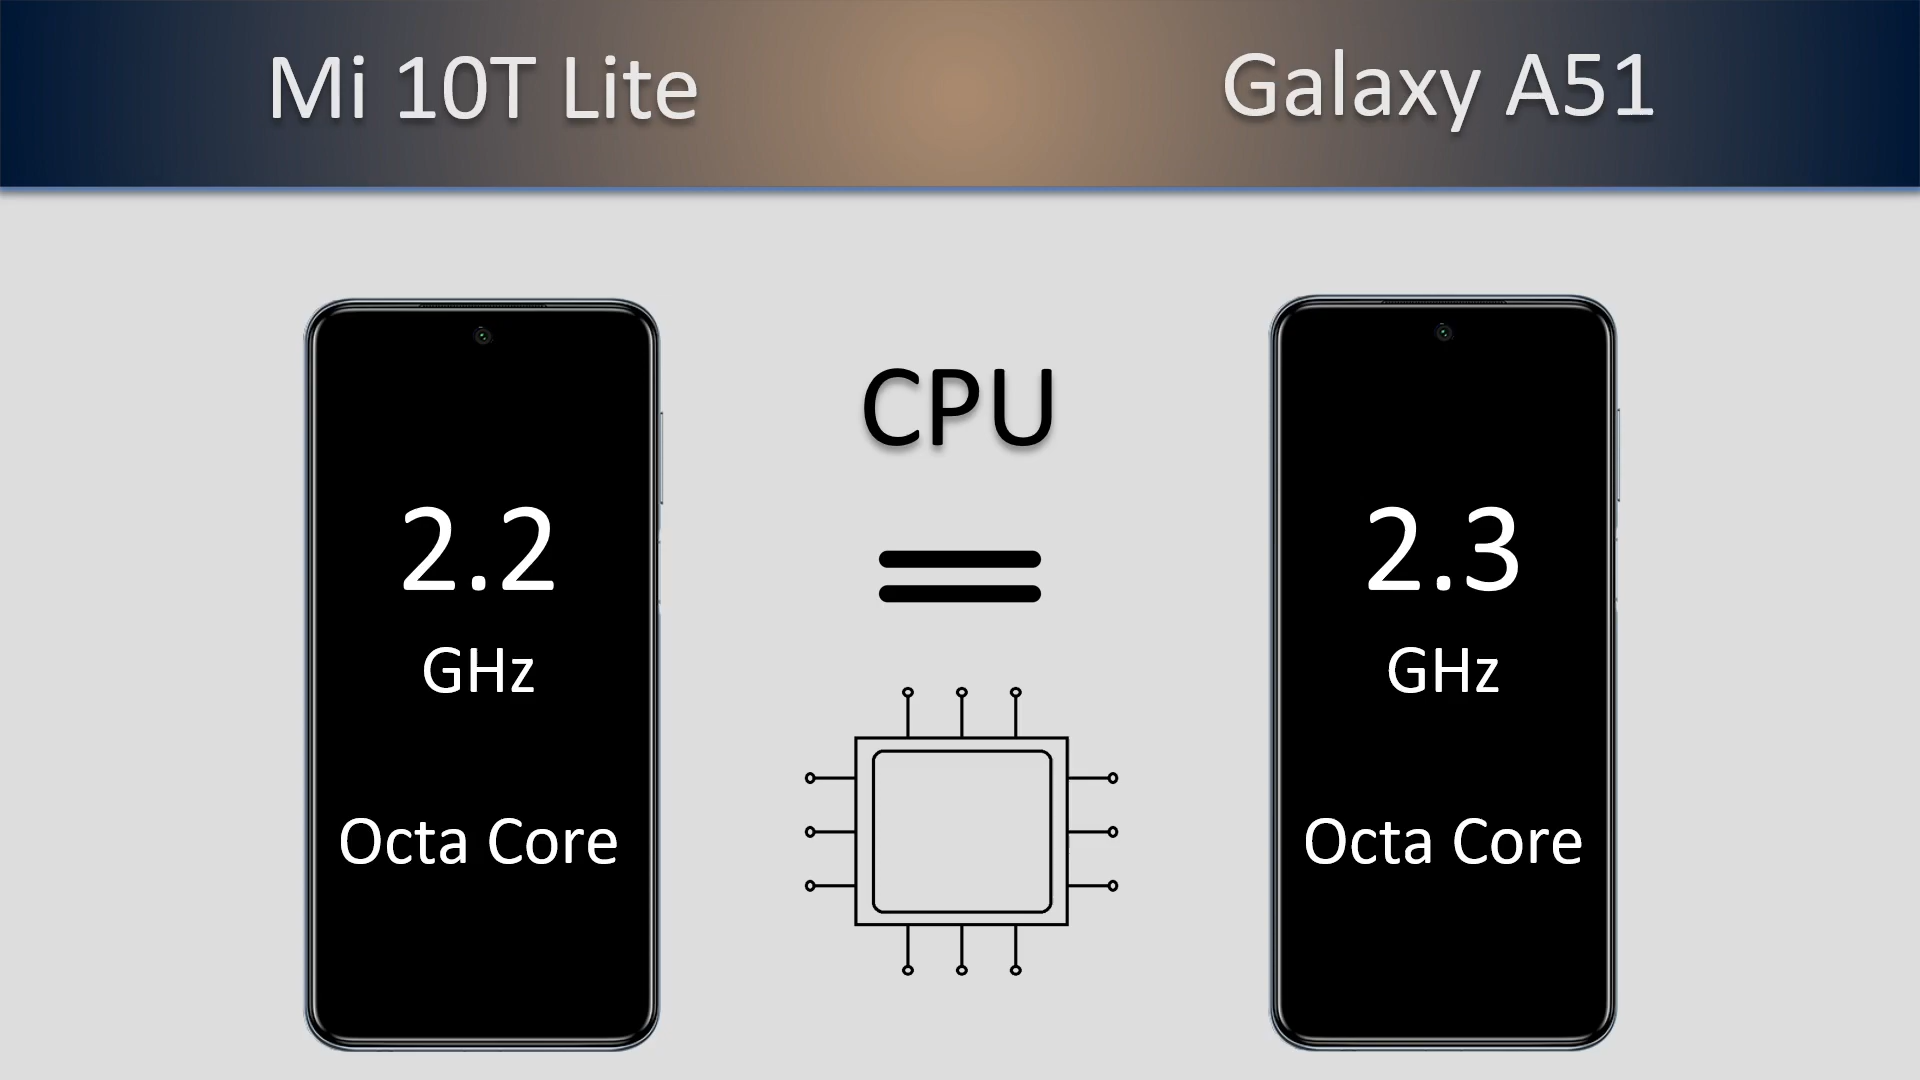 Mi 10T Lite
Galaxy A51
CPU
2.2
GHz
Octa Core
2.3
GHz
Octa Core